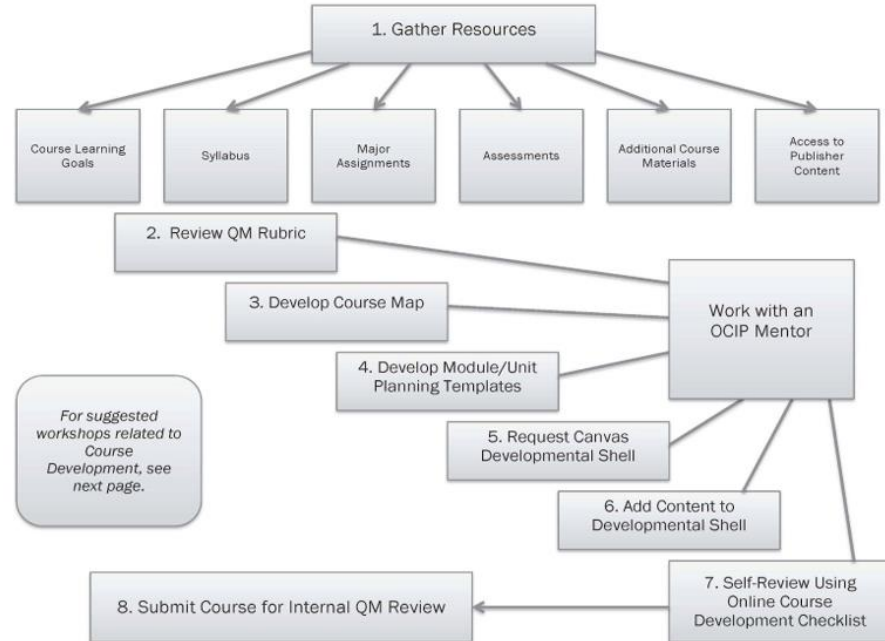 1. Gather Resources
Course Learning
Goals
Syllabus
Major
Assignments
Assessments
Additional Course
Materials
Access to
Publisher
Content
2. Review QM Rubric
3. Develop Course Map
Work with an
OCIP Mentor
4. Develop Module/Unit
Planning Templates
For suggested
workshops related to
Course
Development, see
next page.
5. Request Canvas
Developmental Shell
6. Add Content to
Developmental Shell
7. Self-Review Using
Online Course
Development Checklist
8. Submit Course for Internal QM Review